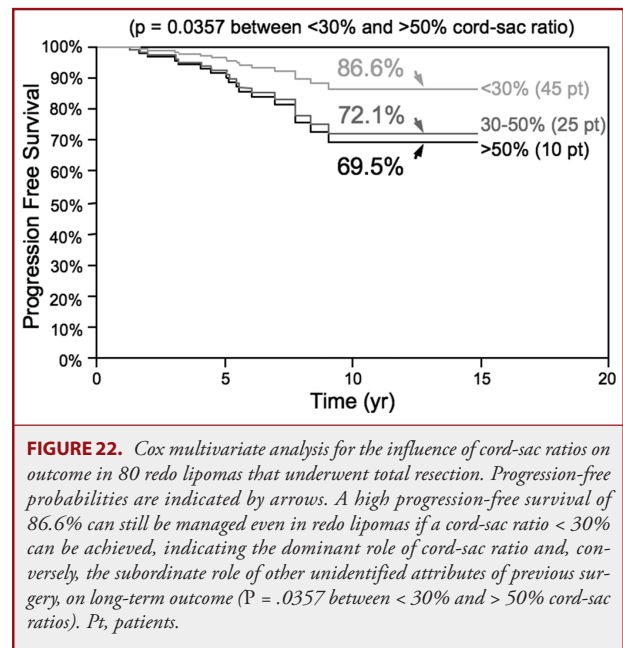 (p = 0.0357 between <30% and >50% cord-sac ratio)
100%
90%
80%
70%
60%
50%
40%
30%
20%
10%
0%
Progression Free Survival
86.6%
<30% (45 pt)
72.1%
30-50% (25 pt)
>50% (10 pt)
69.5%
0
5
10
15
20
Time (yr)
FIGURE 22. Cox multivariate analysis for the influence of cord-sac ratios on
outcome in 80 redo lipomas that underwent total resection. Progression-free
probabilities are indicated by arrows. A high progression-free survival of
86.6% can still be managed even in redo lipomas if a cord-sac ratio < 30%
can be achieved, indicating the dominant role of cord-sac ratio and, con-
versely, the subordinate role of other unidentified attributes of previous sur-
gery, on long-term outcome (P = .0357 between < 30% and > 50% cord-sac
ratios). Pt, patients.